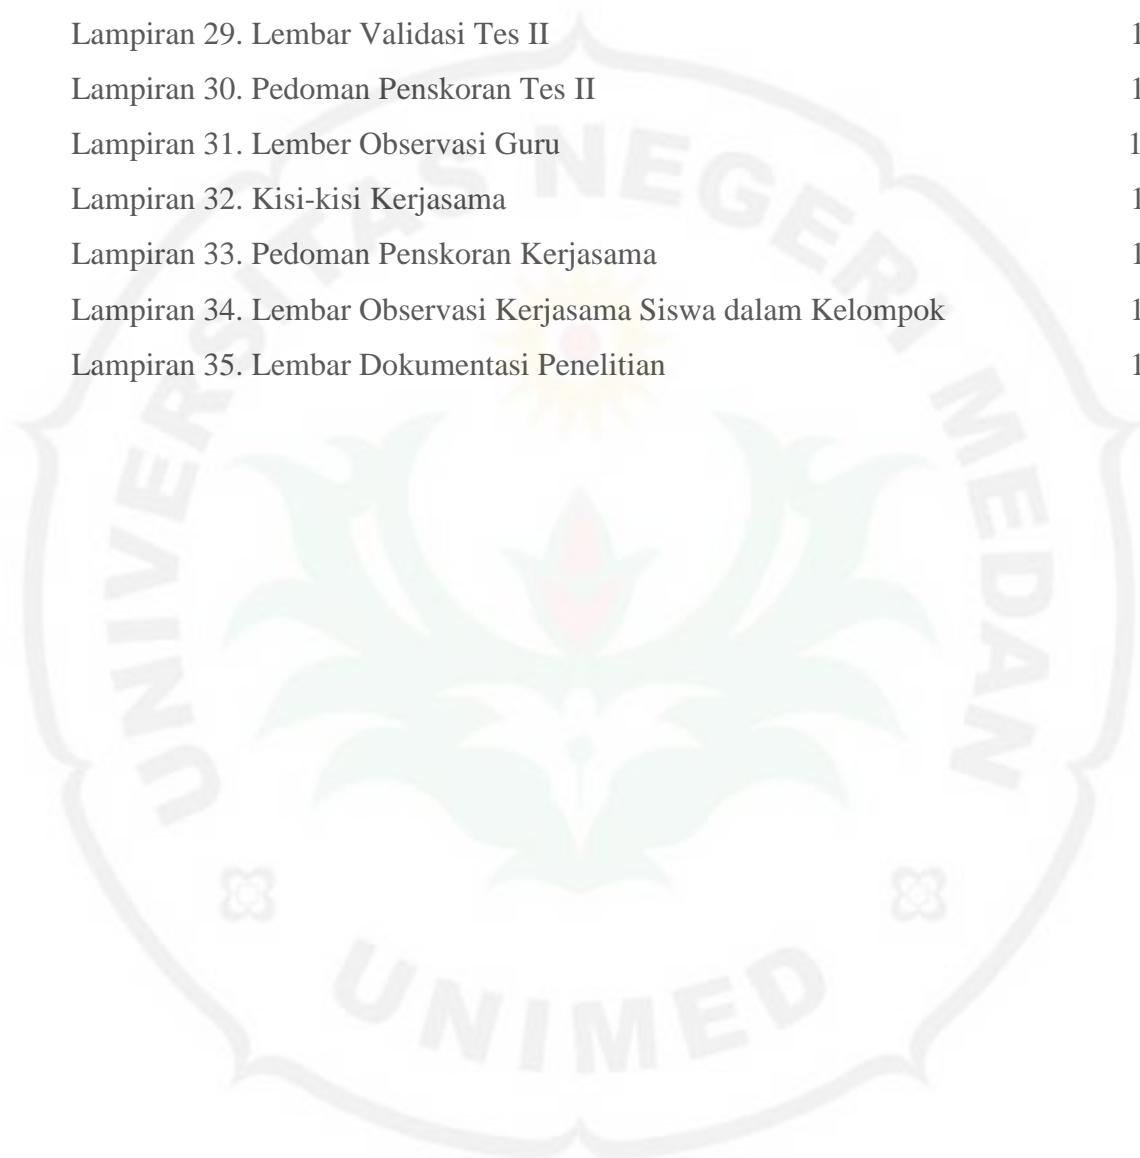 Lampiran 29. Lembar Validasi Tes II 1
Lampiran 30. Pedoman Penskoran Tes II 1
Lampiran 31. Lember Observasi Guru 1
Lampiran 32. Kisi-kisi Kerjasama 1
Lampiran 33. Pedoman Penskoran Kerjasama 1
Lampiran 34. Lembar Observasi Kerjasama Siswa dalam Kelompok 1
Lampiran 35. Lembar Dokumentasi Penelitian 1
UNIVERSITAS NEGERI MEDAN
UNIMED